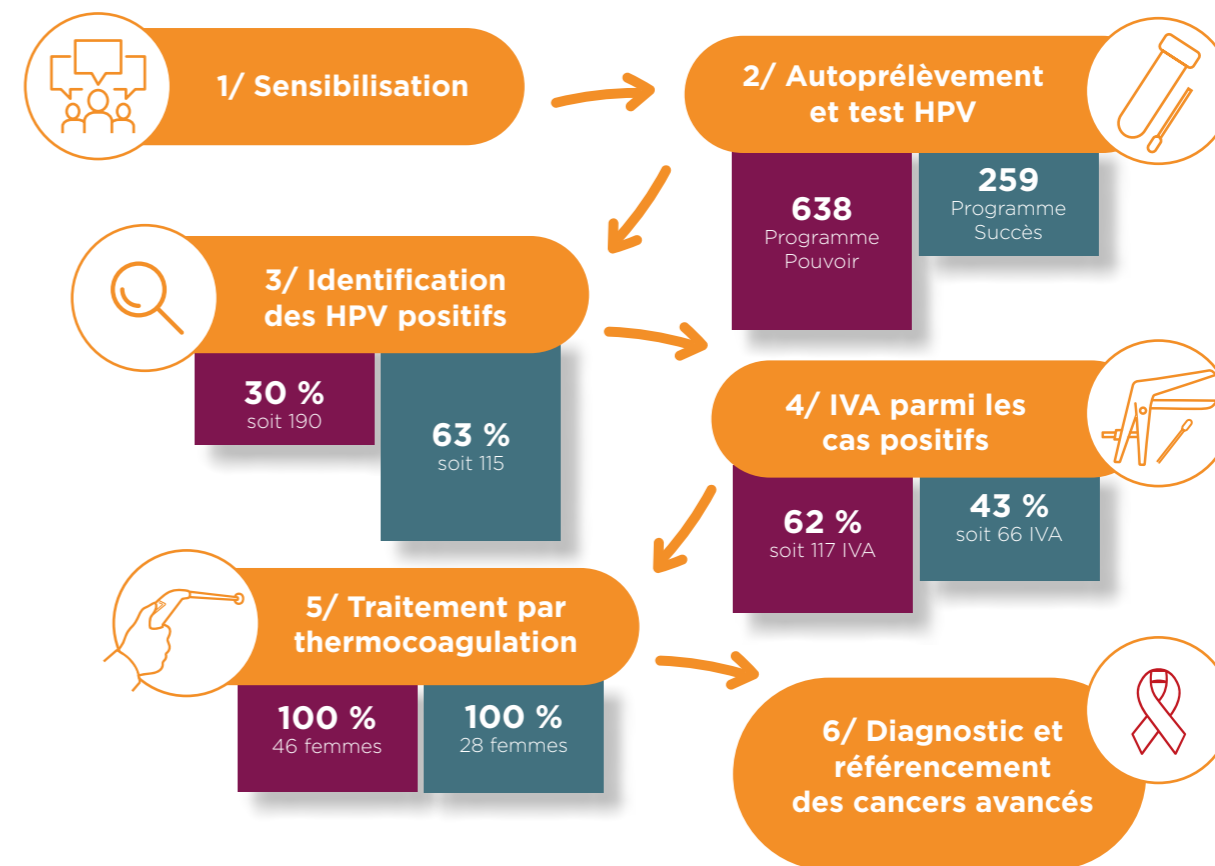 1/ Sensibilisation
2/ Autoprélèvement
et test HPV
638
Programme
Pouvoir
259
Programme
Succès
3/ Identification
des HPV positifs
30 %
soit 190
63 %
soit 115
4/ IVA parmi les
cas positifs
62 %
soit 117 IVA
43 %
soit 66 IVA
5/ Traitement par
thermocoagulation
100 %
46 femmes
100 %
28 femmes
6/ Diagnostic et
référencement
des cancers avancés